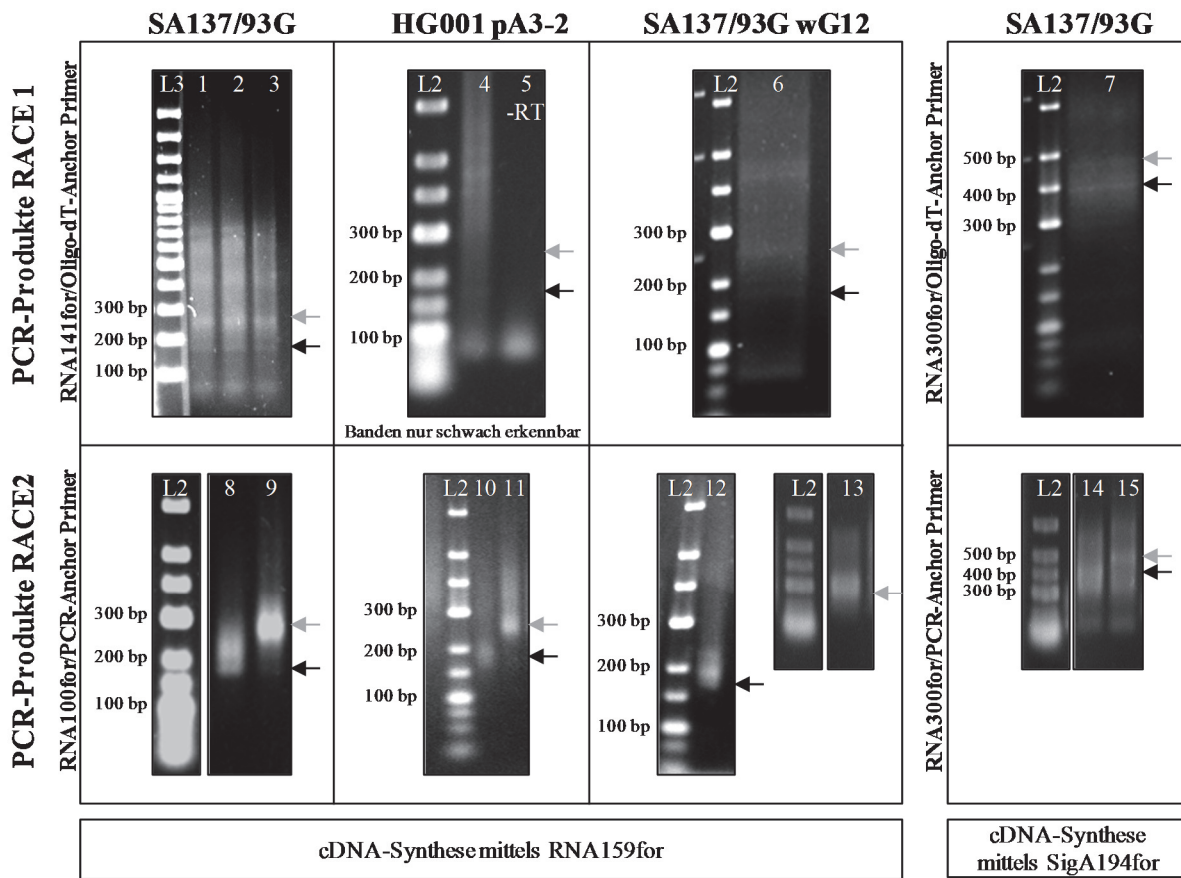 SA137/93G HG001 pA3-2 SA137/93G wG12 SA137/93G
PCR-Produkte RACE1
RNA141for/Oligo-dT-Anchor Primer
L3 1 2 3
300 bp
200 bp
100 bp
L2 4 5
-RT
300 bp
200 bp
100 bp
Banden nur schwach erkennbar
L2 6
300 bp
200 bp
100 bp
RNA300for/Oligo-dT-Anchor Primer
L2 7
500 bp
400 bp
300 bp
PCR-Produkte RACE2
RNA100for/PCR-Anchor Primer
L2 8 9
300 bp
200 bp
100 bp
L2 10 11
300 bp
200 bp
100 bp
L2 12
300 bp
200 bp
100 bp
L2 13
RNA300for/PCR-Anchor Primer
L2 14 15
500 bp
400 bp
300 bp
cDNA-Synthese mittels RNA159for
cDNA-Synthese
mittels SigA194for